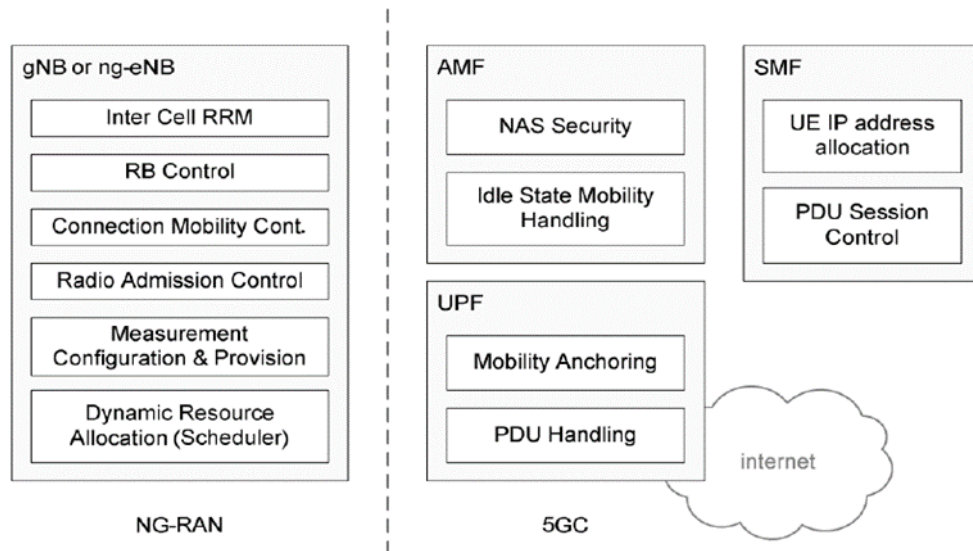 gNB or ng-eNB
Inter Cell RRM
RB Control
Connection Mobility Cont.
Radio Admission Control
Measurement
Configuration & Provision
Dynamic Resource
Allocation (Scheduler)
NG-RAN
AMF
NAS Security
Idle State Mobility
Handling
UPF
Mobility Anchoring
PDU Handling
SMF
UE IP address
allocation
PDU Session
Control
internet
5GC